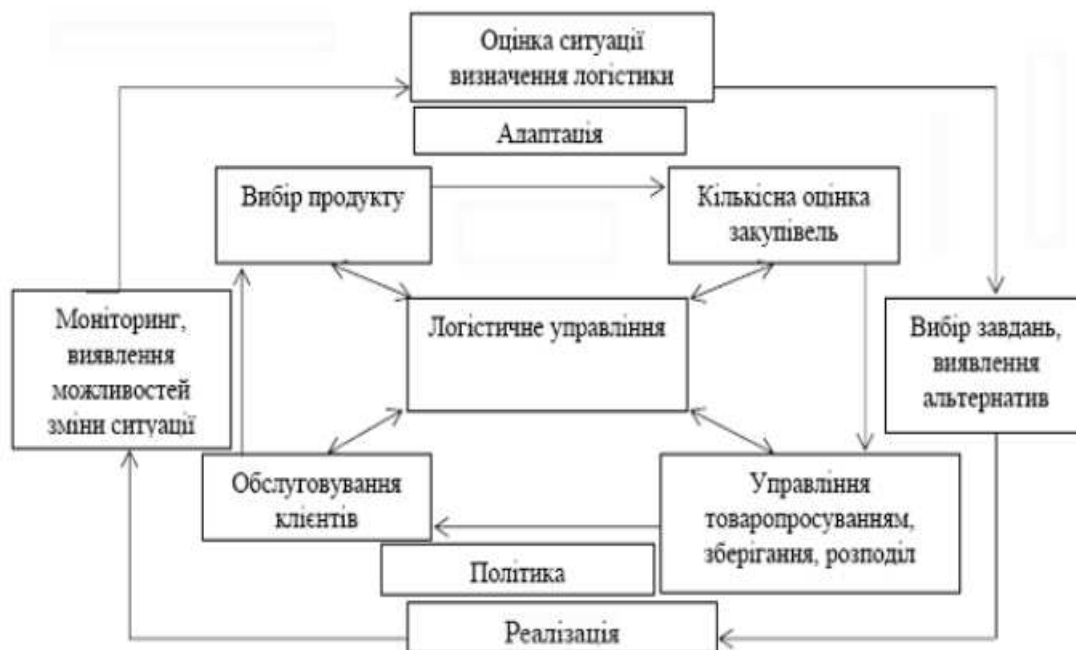 Оцінка ситуації
визначення логістики
Адаптація
Вибір продукту
Кількісна оцінка
закупівель
Моніторинг,
виявлення
можливостей
зміни ситуації
Логістичне управління
Вибір завдань,
виявлення
альтернатив
Обслуговування
клієнтів
Управління
товаропросуванням,
зберігання, розподіл
Політика
Реалізація